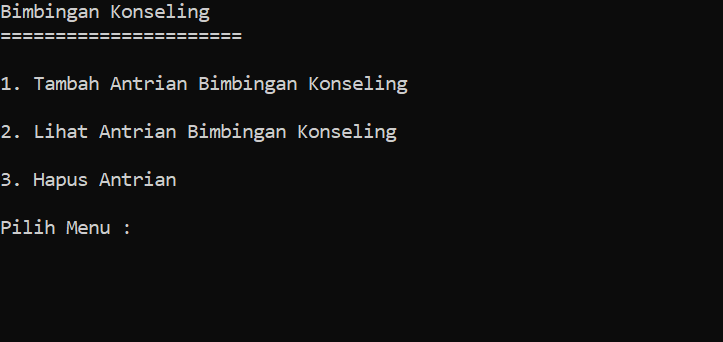 Bimbingan Konseling
======================
1. Tambah Antrian Bimbingan Konseling
2. Lihat Antrian Bimbingan Konseling
3. Hapus Antrian
Pilih Menu :